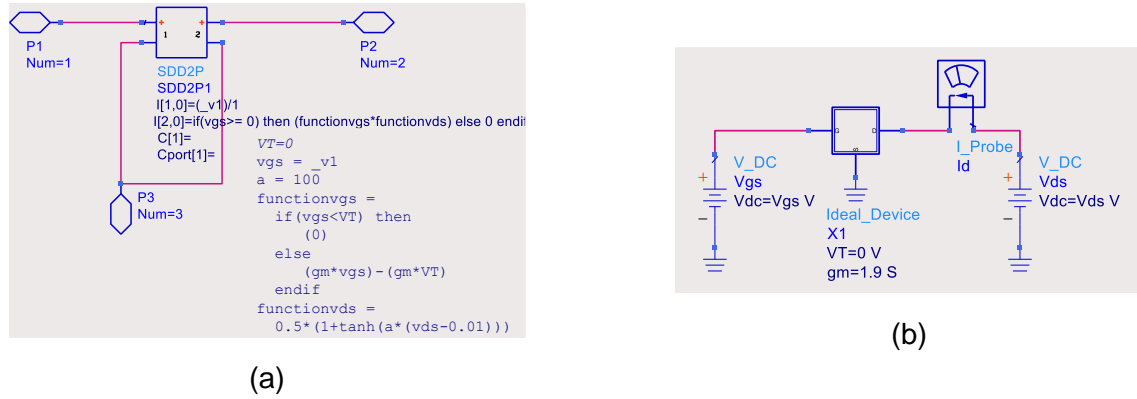 P1
Num=1
+
1
+
2
P2
Num=2
SDD2P
SDD2P1
I[1,0]=(_v1)/1
I[2,0]=if(vgs>= 0) then (functionvgs*functionvds) else 0 endif
C[1]=
Cport[1]=
P3
Num=3
VT=0
vgs = _v1
a = 100
functionvgs =
if(vgs<VT) then
(0)
else
(gm*vgs)-(gm*VT)
endif
functionvds =
0.5*(1+tanh(a*(vds-0.01)))
(a)
+
−
V_DC
Vgs
Vdc=Vgs V
G
D
S
Ideal_Device
X1
VT=0 V
gm=1.9 S
I_Probe
Id
+
−
V_DC
Vds
Vdc=Vds V
(b)